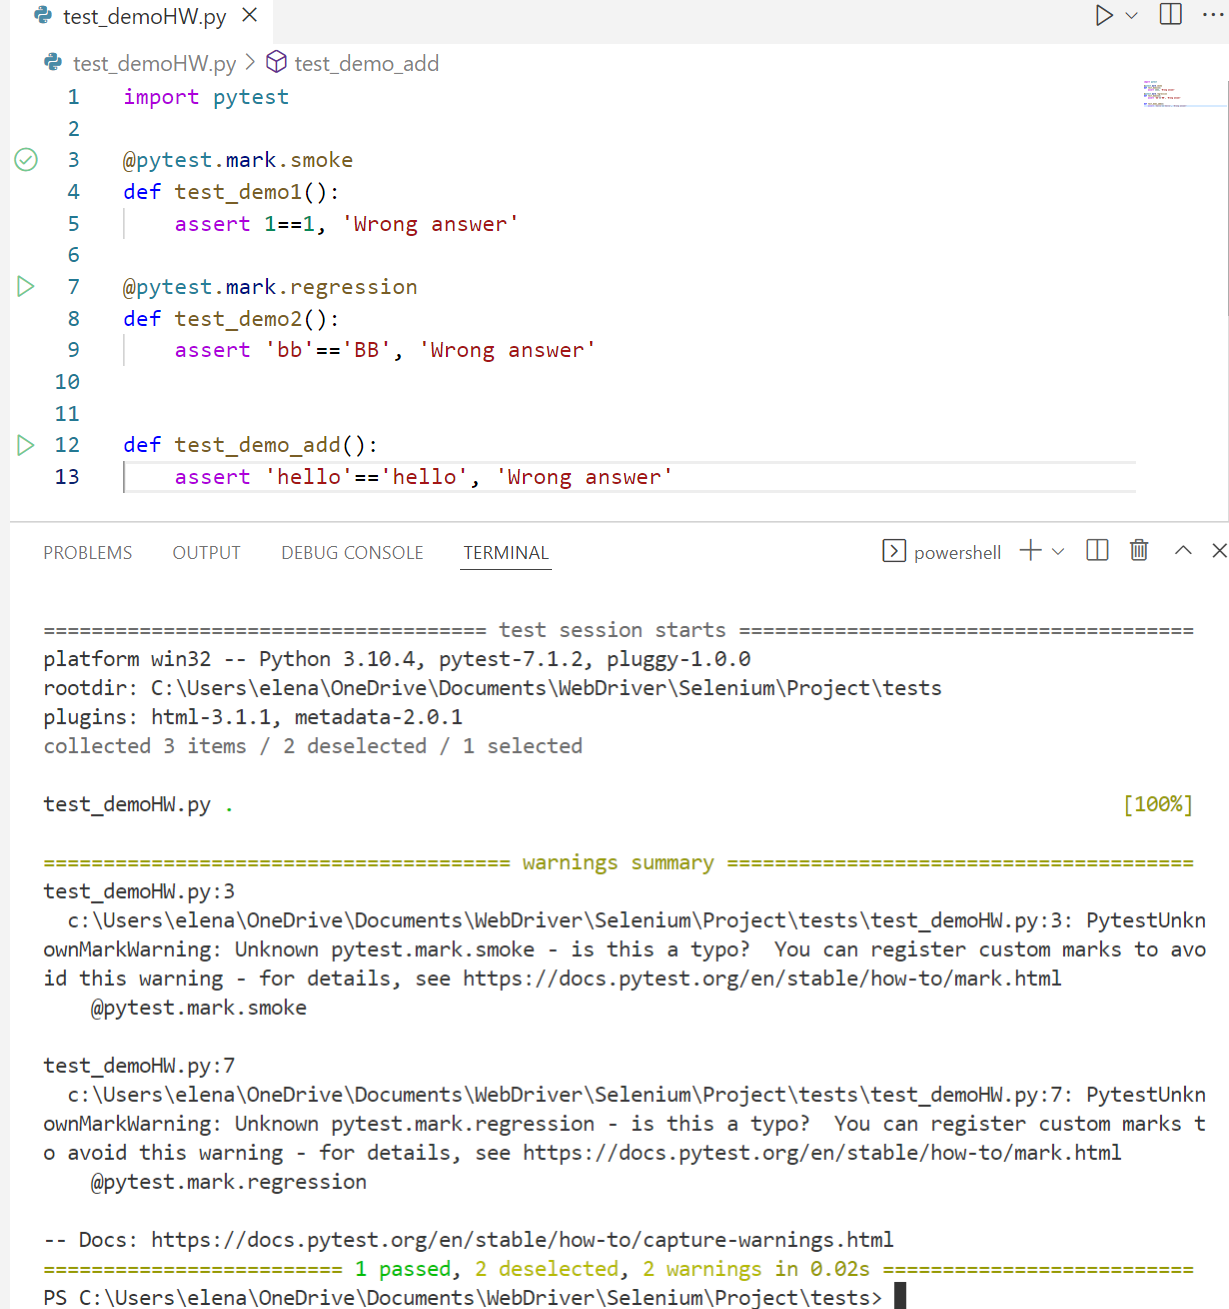 test_demoHW.py
test_demoHW.py > test_demo_add
1 import pytest
2
3 @pytest.mark.smoke
4 def test_demo1():
5     assert 1==1, 'Wrong answer'
6
7 @pytest.mark.regression
8 def test_demo2():
9     assert 'bb'=='BB', 'Wrong answer'
10
11
12 def test_demo_add():
13     assert 'hello'=='hello', 'Wrong answer'
PROBLEMS OUTPUT DEBUG CONSOLE TERMINAL powershell
===================================== test session starts ======================================
platform win32 -- Python 3.10.4, pytest-7.1.2, pluggy-1.0.0
rootdir: C:\Users\elena\OneDrive\Documents\WebDriver\Selenium\Project\tests
plugins: html-3.1.1, metadata-2.0.1
collected 3 items / 2 deselected / 1 selected
test_demoHW.py . [100%]
======================================= warnings summary =======================================
test_demoHW.py:3
  c:\Users\elena\OneDrive\Documents\WebDriver\Selenium\Project\tests\test_demoHW.py:3: PytestUnkn
ownMarkWarning: Unknown pytest.mark.smoke - is this a typo?  You can register custom marks to avo
id this warning - for details, see https://docs.pytest.org/en/stable/how-to/mark.html
    @pytest.mark.smoke
test_demoHW.py:7
  c:\Users\elena\OneDrive\Documents\WebDriver\Selenium\Project\tests\test_demoHW.py:7: PytestUnkn
ownMarkWarning: Unknown pytest.mark.regression - is this a typo?  You can register custom marks t
o avoid this warning - for details, see https://docs.pytest.org/en/stable/how-to/mark.html
    @pytest.mark.regression
-- Docs: https://docs.pytest.org/en/stable/how-to/capture-warnings.html
========================= 1 passed, 2 deselected, 2 warnings in 0.02s ==========================
PS C:\Users\elena\OneDrive\Documents\WebDriver\Selenium\Project\tests>